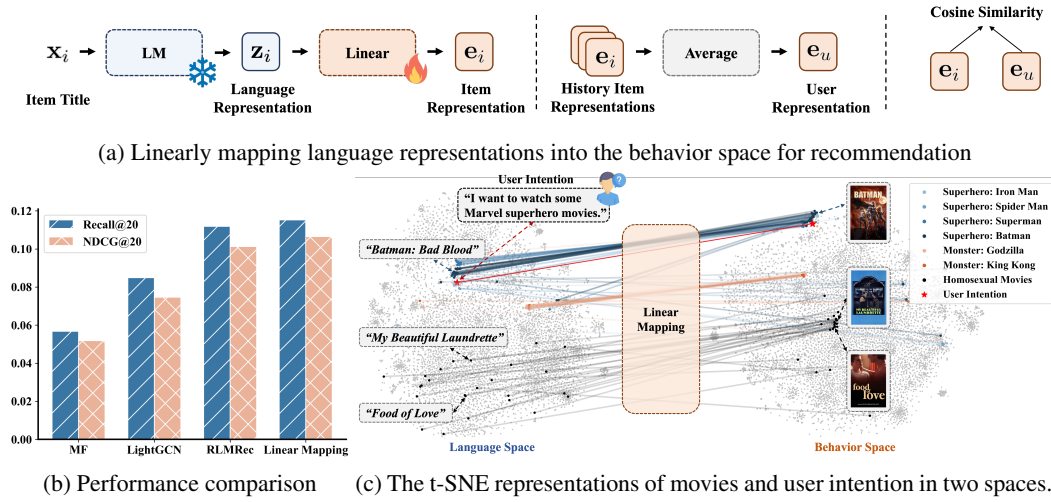 x_i
LM
z_i
Linear
e_i
Item Title
Language
Representation
Item
Representation
e_i
Average
e_u
History Item
Representations
User
Representation
Cosine Similarity
e_i
e_u
(a) Linearly mapping language representations into the behavior space for recommendation
0.12
0.10
0.08
0.06
0.04
0.02
0.00
Recall@20
NDCG@20
MF
LightGCN
RLMRec
Linear Mapping
(b) Performance comparison
User Intention
“I want to watch some
Marvel superhero movies.”
“Batman: Bad Blood”
“My Beautiful Laundrette”
“Food of Love”
Linear
Mapping
Language Space
Behavior Space
BATMAN
food
love
Superhero: Iron Man
Superhero: Spider Man
Superhero: Superman
Superhero: Batman
Monster: Godzilla
Monster: King Kong
Homosexual Movies
User Intention
(c) The t-SNE representations of movies and user intention in two spaces.